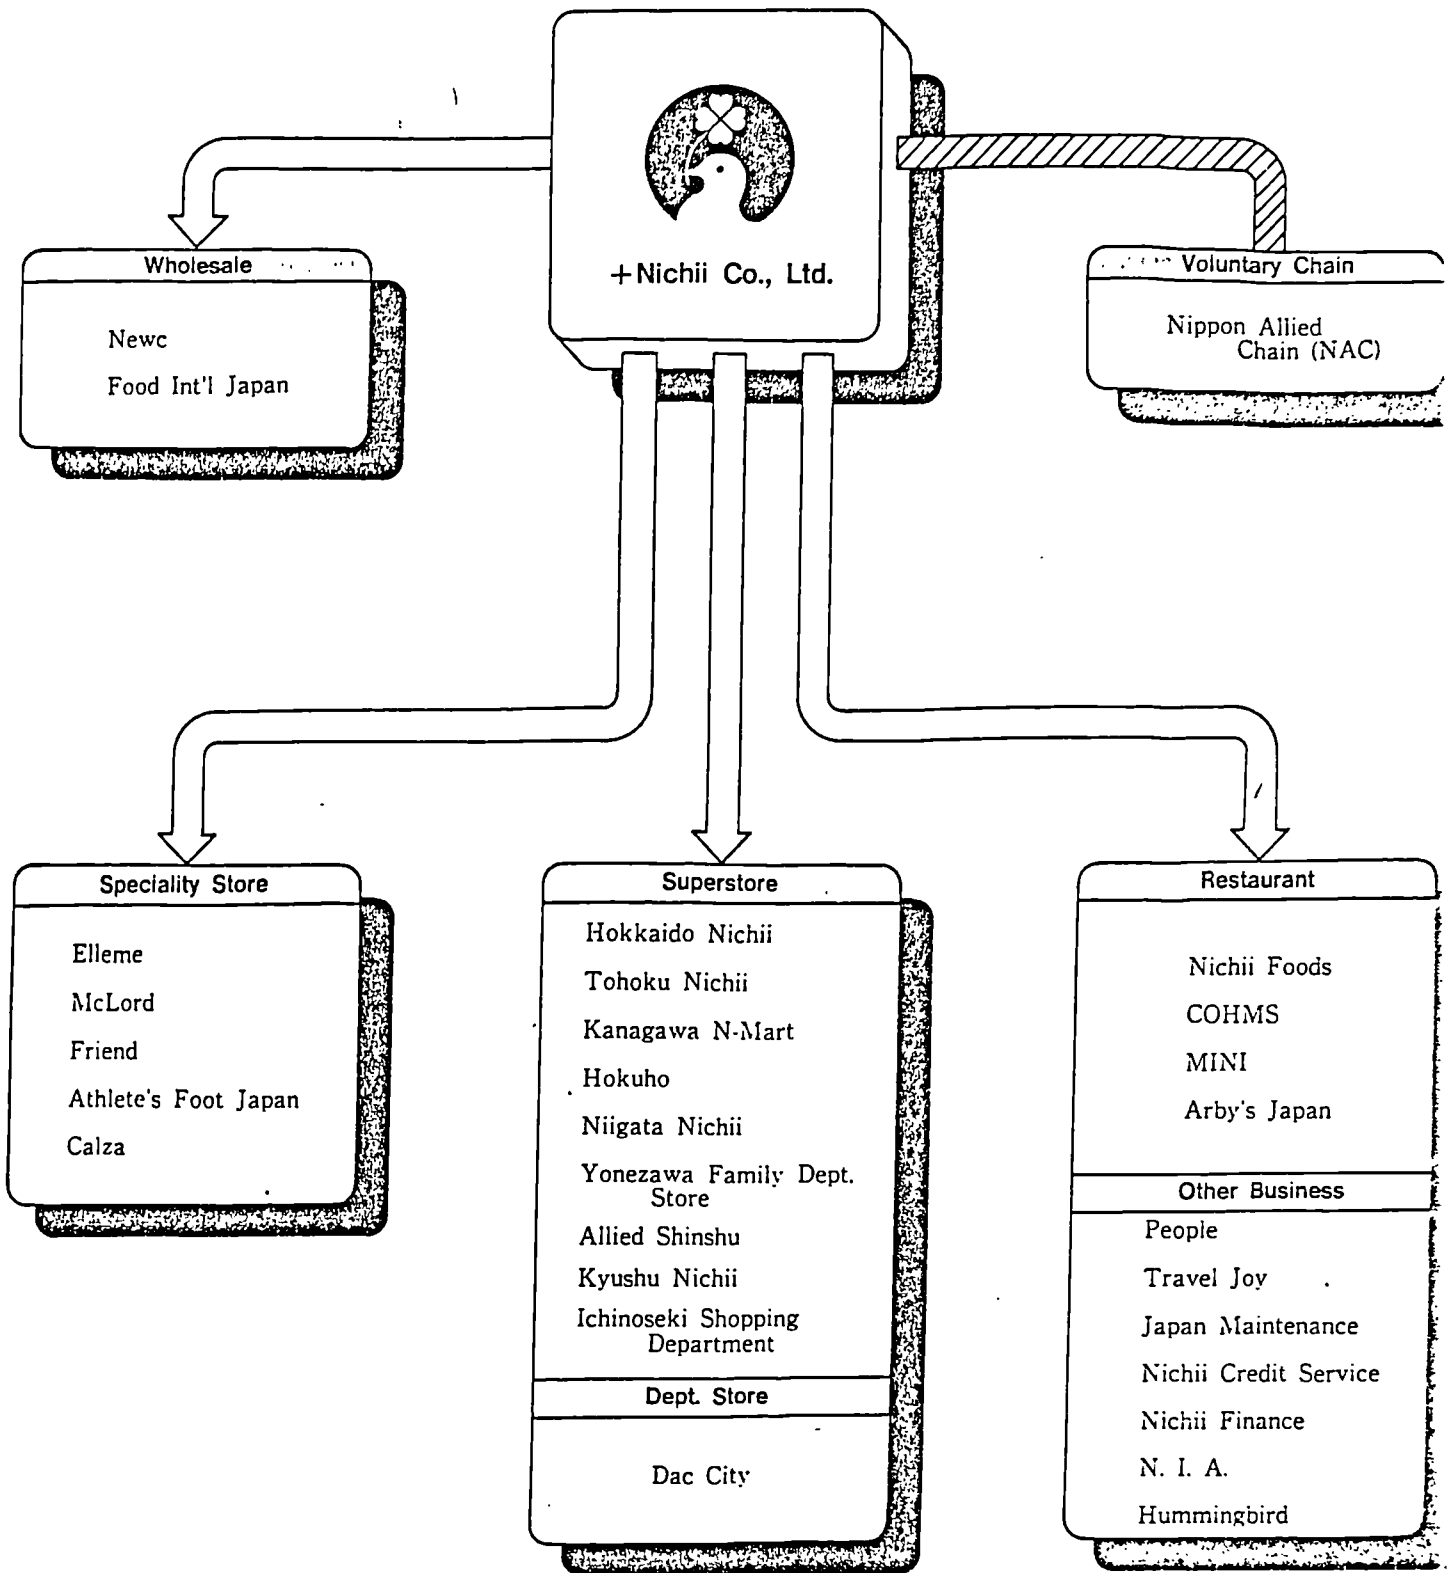 +Nichii Co., Ltd.
Wholesale
Newc
Food Int'l Japan
Voluntary Chain
Nippon Allied
Chain (NAC)
Speciality Store
Elleme
McLord
Friend
Athlete's Foot Japan
Calza
Superstore
Hokkaido Nichii
Tohoku Nichii
Kanagawa N-Mart
Hokuho
Niigata Nichii
Yonezawa Family Dept.
Store
Allied Shinshu
Kyushu Nichii
Ichinoseki Shopping
Department
Dept. Store
Dac City
Restaurant
Nichii Foods
COHMS
MINI
Arby's Japan
Other Business
People
Travel Joy
Japan Maintenance
Nichii Credit Service
Nichii Finance
N. I. A.
Hummingbird